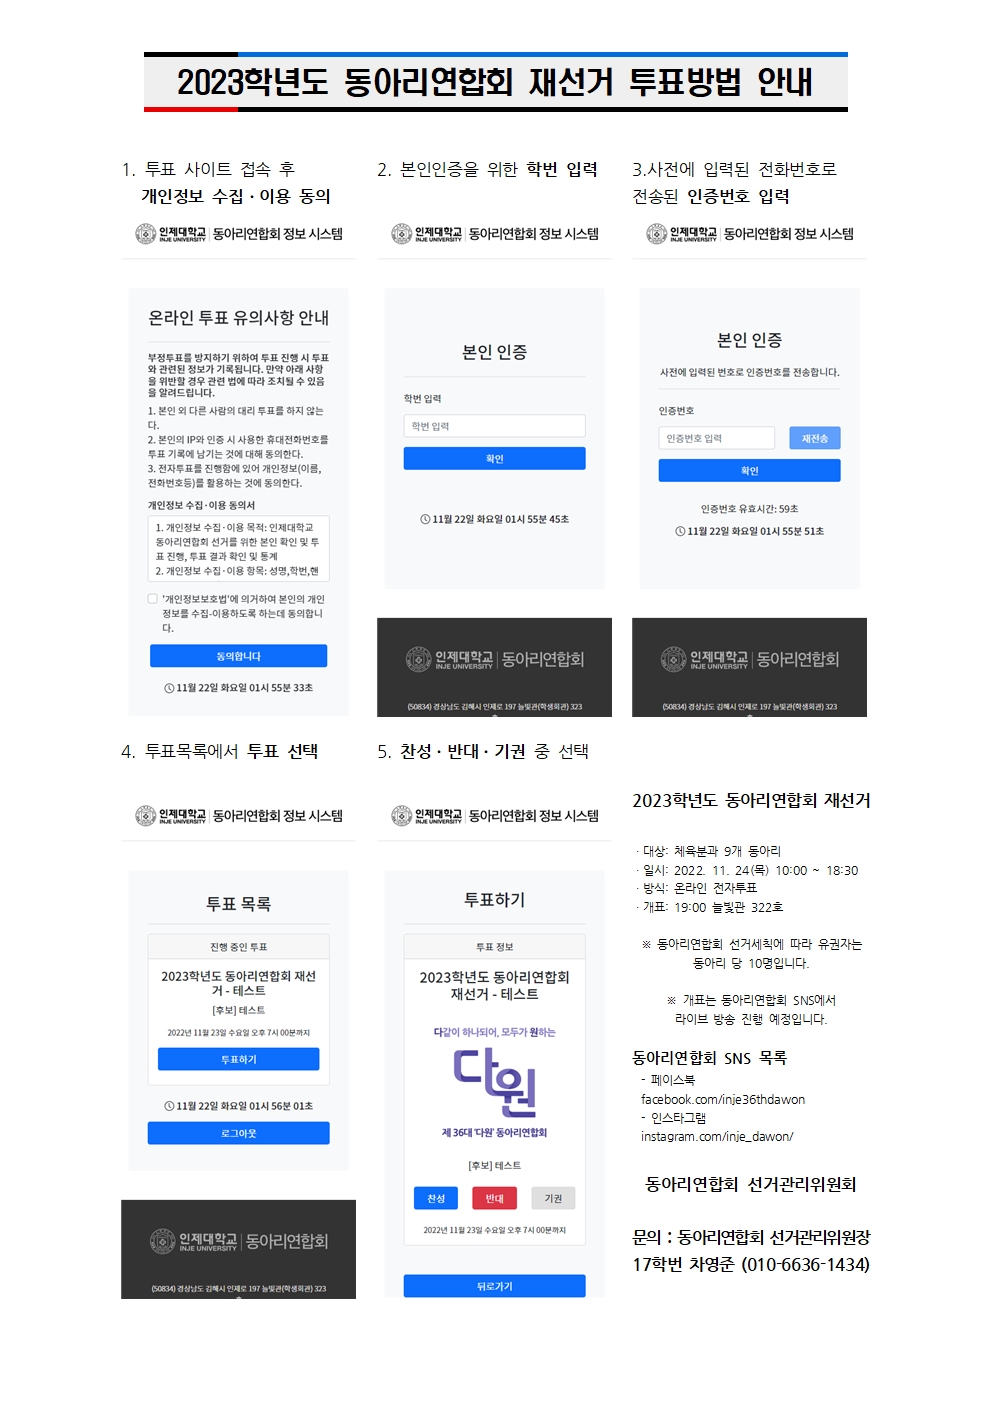 2023학년도 동아리연합회 재선거 투표방법 안내
1. 투표 사이트 접속 후
개인정보 수집·이용 동의
인제대학교
INJE UNIVERSITY
동아리연합회 정보 시스템
온라인 투표 유의사항 안내
부정투표를 방지하기 위하여 투표 진행 시 투표
와 관련된 정보가 기록됩니다. 만약 아래 사항
을 위반할 경우 관련 법에 따라 조치될 수 있음
을 알려드립니다.
1. 본인 외 다른 사람의 대리 투표를 하지 않는
다.
2. 본인의 IP와 인증 시 사용한 휴대전화번호를
투표 기록에 남기는 것에 대해 동의한다.
3. 전자투표를 진행함에 있어 개인정보(이름,
전화번호등)를 활용하는 것에 동의한다.
개인정보 수집·이용 동의서
1. 개인정보 수집·이용 목적: 인제대학교
동아리연합회 선거를 위한 본인 확인 및 투
표 진행, 투표 결과 확인 및 통계
2. 개인정보 수집·이용 항목: 성명,학번,핸
'개인정보보호법'에 의거하여 본인의 개인
정보를 수집·이용하도록 하는데 동의합니
다.
동의합니다
11월 22일 화요일 01시 55분 33초
2. 본인인증을 위한 학번 입력
인제대학교
INJE UNIVERSITY
동아리연합회 정보 시스템
본인 인증
학번 입력
학번 입력
확인
11월 22일 화요일 01시 55분 45초
인제대학교
INJE UNIVERSITY
동아리연합회
(50834) 경상남도 김해시 인제로 197 늘빛관(학생회관) 323
3.사전에 입력된 전화번호로
전송된 인증번호 입력
인제대학교
INJE UNIVERSITY
동아리연합회 정보 시스템
본인 인증
사전에 입력된 번호로 인증번호를 전송합니다.
인증번호
인증번호 입력
재전송
확인
인증번호 유효시간: 59초
11월 22일 화요일 01시 55분 51초
인제대학교
INJE UNIVERSITY
동아리연합회
(50834) 경상남도 김해시 인제로 197 늘빛관(학생회관) 323
4. 투표목록에서 투표 선택
인제대학교
INJE UNIVERSITY
동아리연합회 정보 시스템
투표 목록
진행 중인 투표
2023학년도 동아리연합회 재선
거 - 테스트
[후보] 테스트
2022년 11월 23일 수요일 오후 7시 00분까지
투표하기
11월 22일 화요일 01시 56분 01초
로그아웃
인제대학교
INJE UNIVERSITY
동아리연합회
(50834) 경상남도 김해시 인제로 197 늘빛관(학생회관) 323
5. 찬성·반대·기권 중 선택
인제대학교
INJE UNIVERSITY
동아리연합회 정보 시스템
투표하기
투표 정보
2023학년도 동아리연합회
재선거 - 테스트
다같이 하나되어, 모두가 원하는
다원
제 36대 '다원' 동아리연합회
[후보] 테스트
찬성
반대
기권
2022년 11월 23일 수요일 오후 7시 00분까지
뒤로가기
2023학년도 동아리연합회 재선거
· 대상: 체육분과 9개 동아리
· 일시: 2022. 11. 24(목) 10:00 ~ 18:30
· 방식: 온라인 전자투표
· 개표: 19:00 늘빛관 322호
※ 동아리연합회 선거세칙에 따라 유권자는
동아리 당 10명입니다.
※ 개표는 동아리연합회 SNS에서
라이브 방송 진행 예정입니다.
동아리연합회 SNS 목록
- 페이스북
facebook.com/inje36thdawon
- 인스타그램
instagram.com/inje_dawon/
동아리연합회 선거관리위원회
문의 : 동아리연합회 선거관리위원장
17학번 차영준 (010-6636-1434)